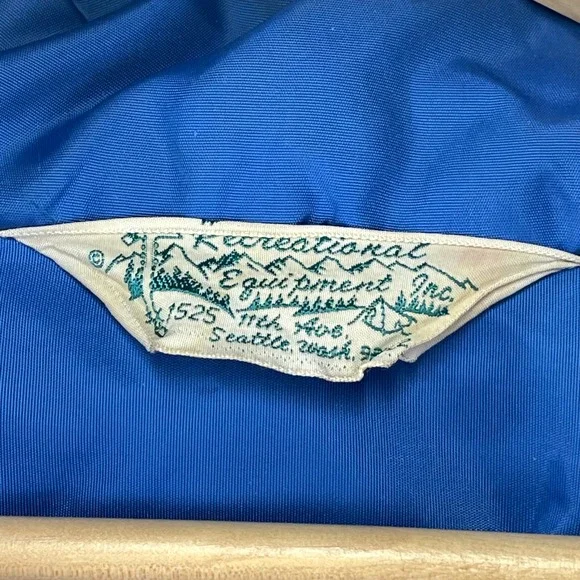 Recreational
Equipment Inc.
©
1525 11th Ave.
Seattle, Wash.